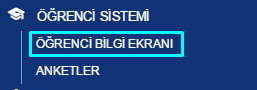 ÖĞRENCİ SİSTEMİ
ÖĞRENCİ BİLGİ EKRANI
ANKETLER